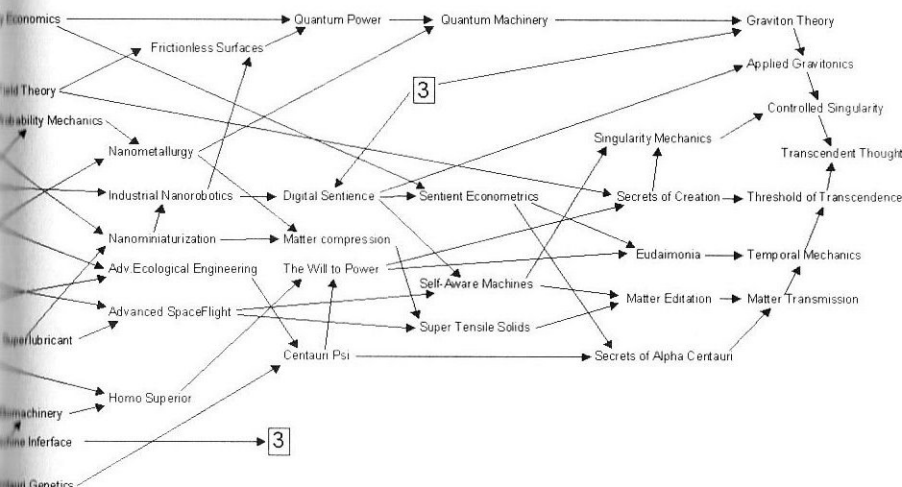 Economics
Quantum Power
Quantum Machinery
Graviton Theory
Frictionless Surfaces
Applied Gravitonics
Field Theory
3
Controlled Singularity
Probability Mechanics
Singularity Mechanics
Nanometallurgy
Transcendent Thought
Industrial Nanorobotics
Digital Sentience
Sentient Econometrics
Secrets of Creation
Threshold of Transcendence
Nanominiaturization
Matter compression
Eudaimonia
Temporal Mechanics
Adv.Ecological Engineering
The Will to Power
Self-Aware Machines
Matter Editation
Matter Transmission
Advanced SpaceFlight
Super Tensile Solids
Superlubricant
Centauri Psi
Secrets of Alpha Centauri
Homo Superior
machinery
Inferface
3
Genetics